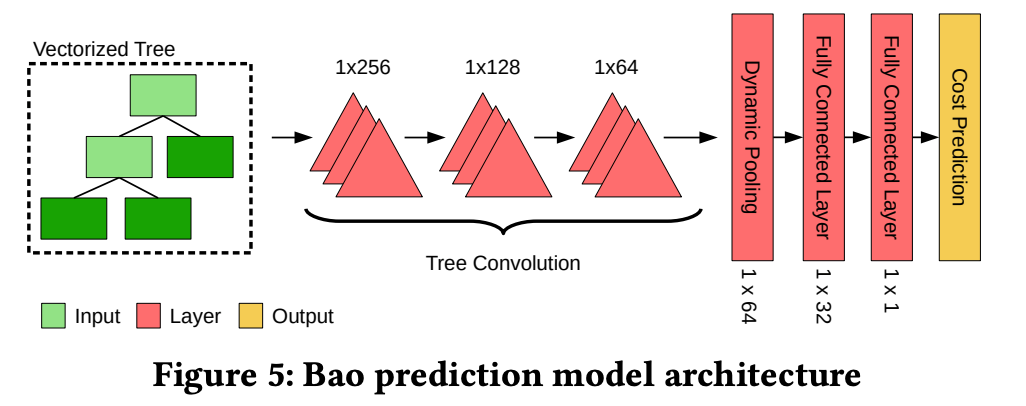 Vectorized Tree
1x256
1x128
1x64
Tree Convolution
Dynamic Pooling
1 x 64
Fully Connected Layer
1 x 32
Fully Connected Layer
1 x 1
Cost Prediction
Input
Layer
Output
Figure 5: Bao prediction model architecture